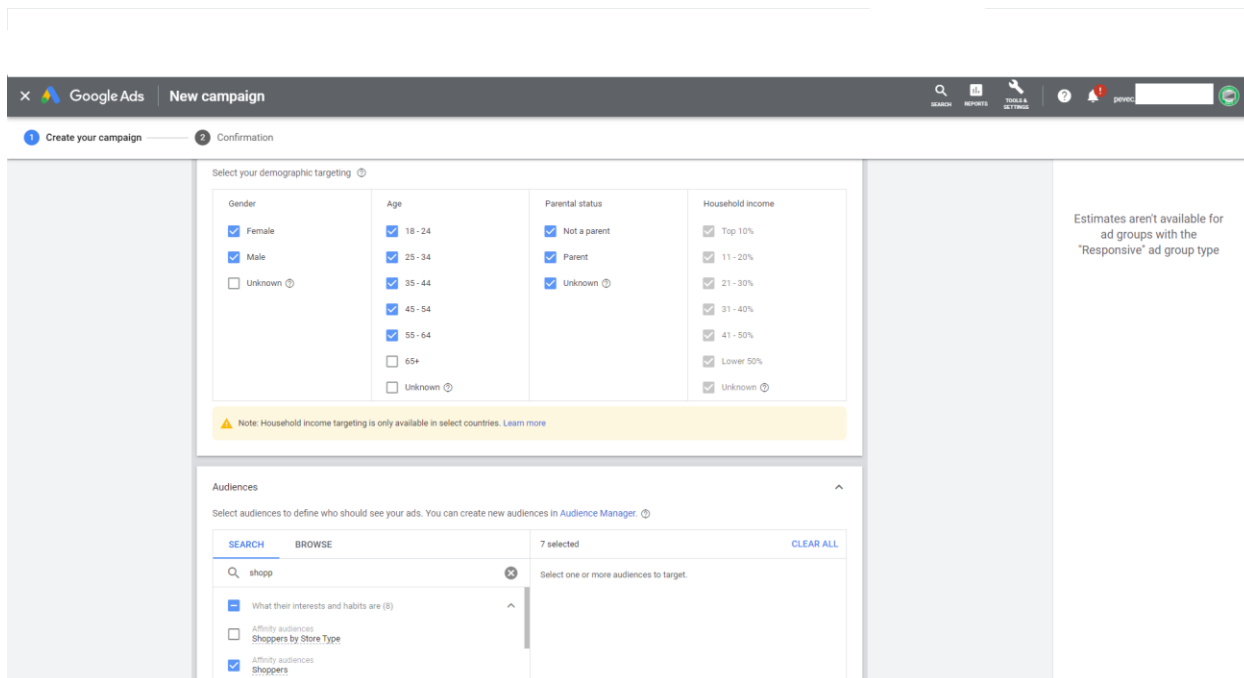 Google Ads New campaign
SEARCH REPORTS TOOLS & SETTINGS ? ! pevec.
1 Create your campaign 2 Confirmation
Select your demographic targeting ?
Gender Age Parental status Household income
Female 18 - 24 Not a parent Top 10%
Male 25 - 34 Parent 11 - 20%
Unknown ? 35 - 44 Unknown ? 21 - 30%
45 - 54 31 - 40%
55 - 64 41 - 50%
65+ Lower 50%
Unknown ? Unknown ?
Note: Household income targeting is only available in select countries. Learn more
Estimates aren't available for
ad groups with the
"Responsive" ad group type
Audiences
Select audiences to define who should see your ads. You can create new audiences in Audience Manager. ?
SEARCH BROWSE 7 selected CLEAR ALL
shopp Select one or more audiences to target.
What their interests and habits are (8)
Affinity audiences
Shoppers by Store Type
Affinity audiences
Shoppers